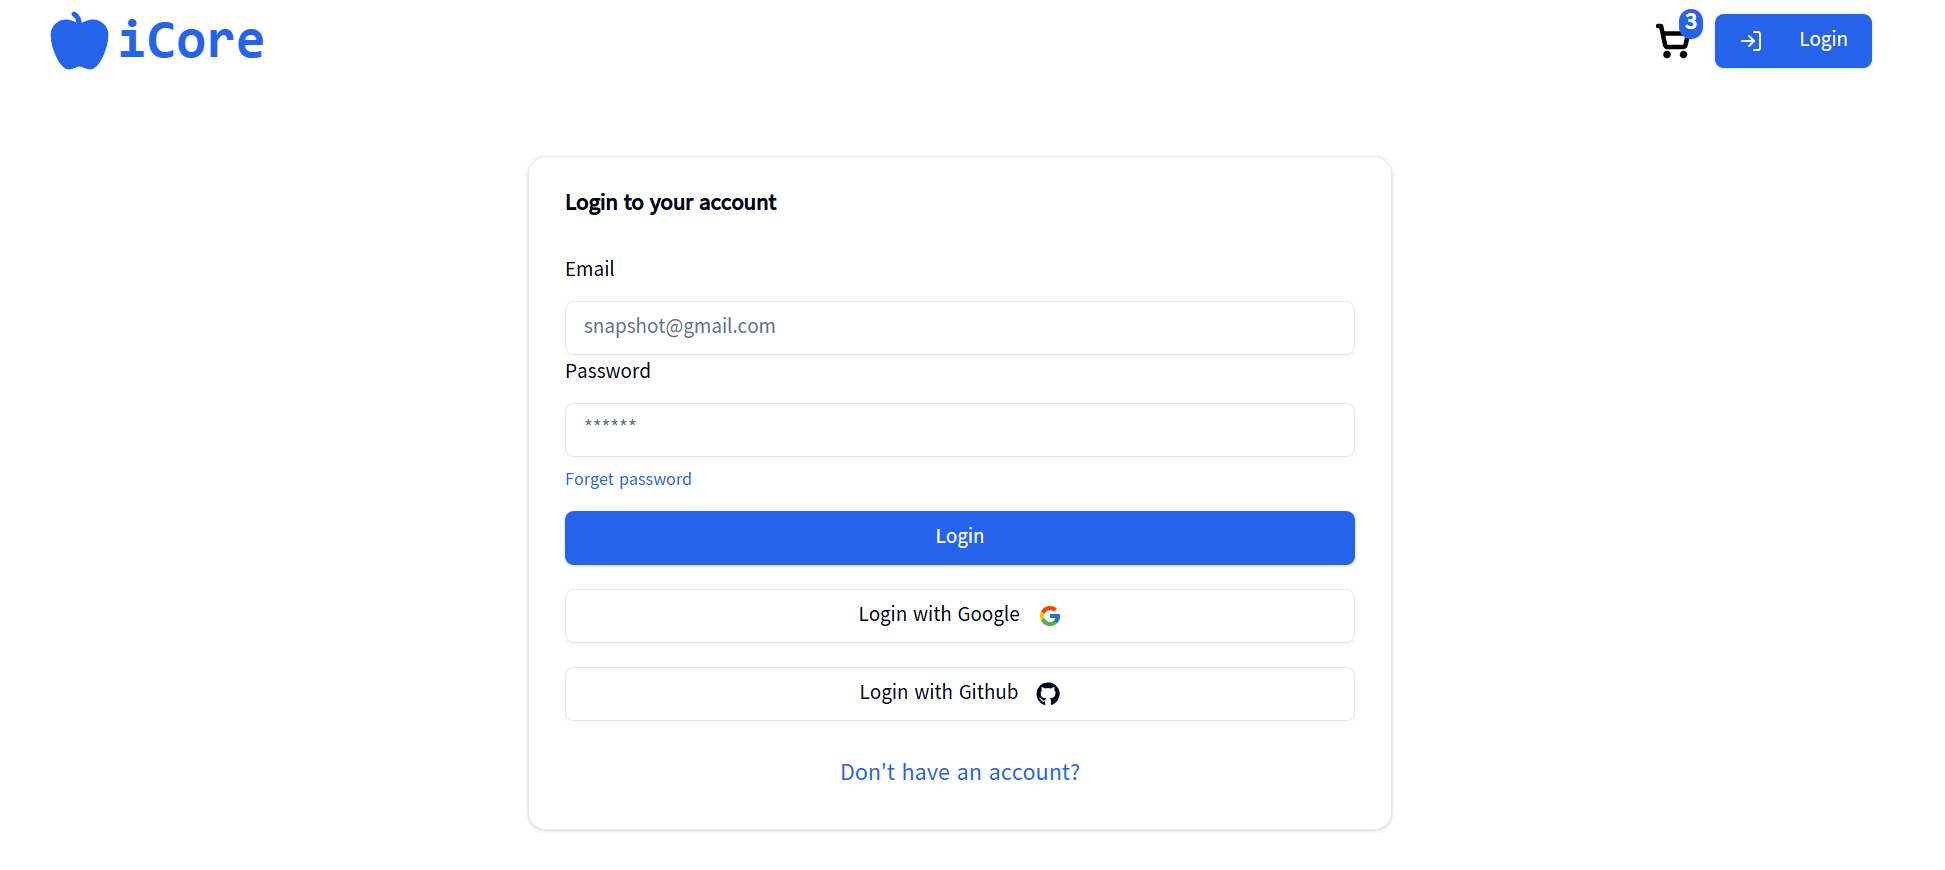 iCore
3
Login
Login to your account
Email
snapshot@gmail.com
Password
******
Forget password
Login
Login with Google
Login with Github
Don't have an account?